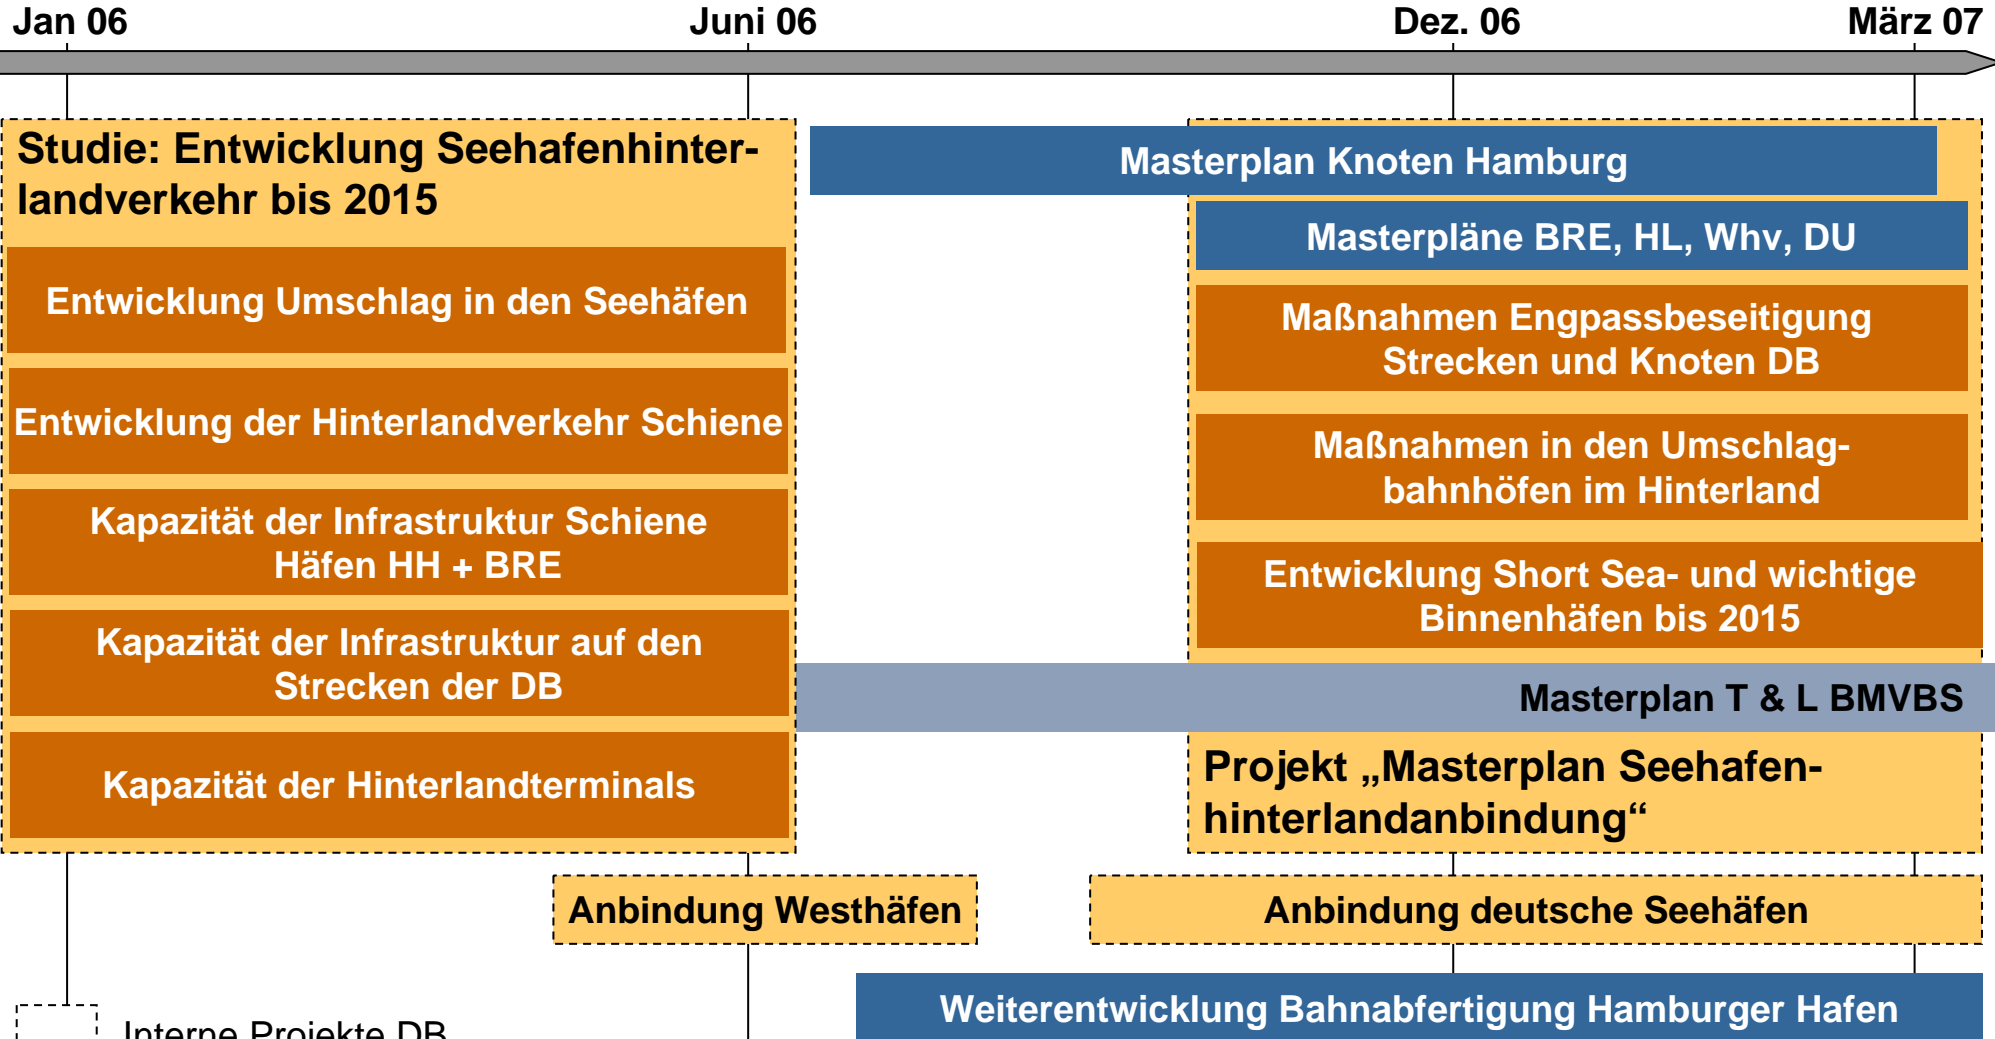 Jan 06
Juni 06
Dez. 06
März 07
Studie: Entwicklung Seehafenhinter-
landverkehr bis 2015
Entwicklung Umschlag in den Seehäfen
Entwicklung der Hinterlandverkehr Schiene
Kapazität der Infrastruktur Schiene
Häfen HH + BRE
Kapazität der Infrastruktur auf den
Strecken der DB
Kapazität der Hinterlandterminals
Masterplan Knoten Hamburg
Masterpläne BRE, HL, Whv, DU
Maßnahmen Engpassbeseitigung
Strecken und Knoten DB
Maßnahmen in den Umschlag-
bahnhöfen im Hinterland
Entwicklung Short Sea- und wichtige
Binnenhäfen bis 2015
Masterplan T & L BMVBS
Projekt „Masterplan Seehafen-
hinterlandanbindung“
Anbindung Westhäfen
Anbindung deutsche Seehäfen
Weiterentwicklung Bahnabfertigung Hamburger Hafen
Interne Projekte DB